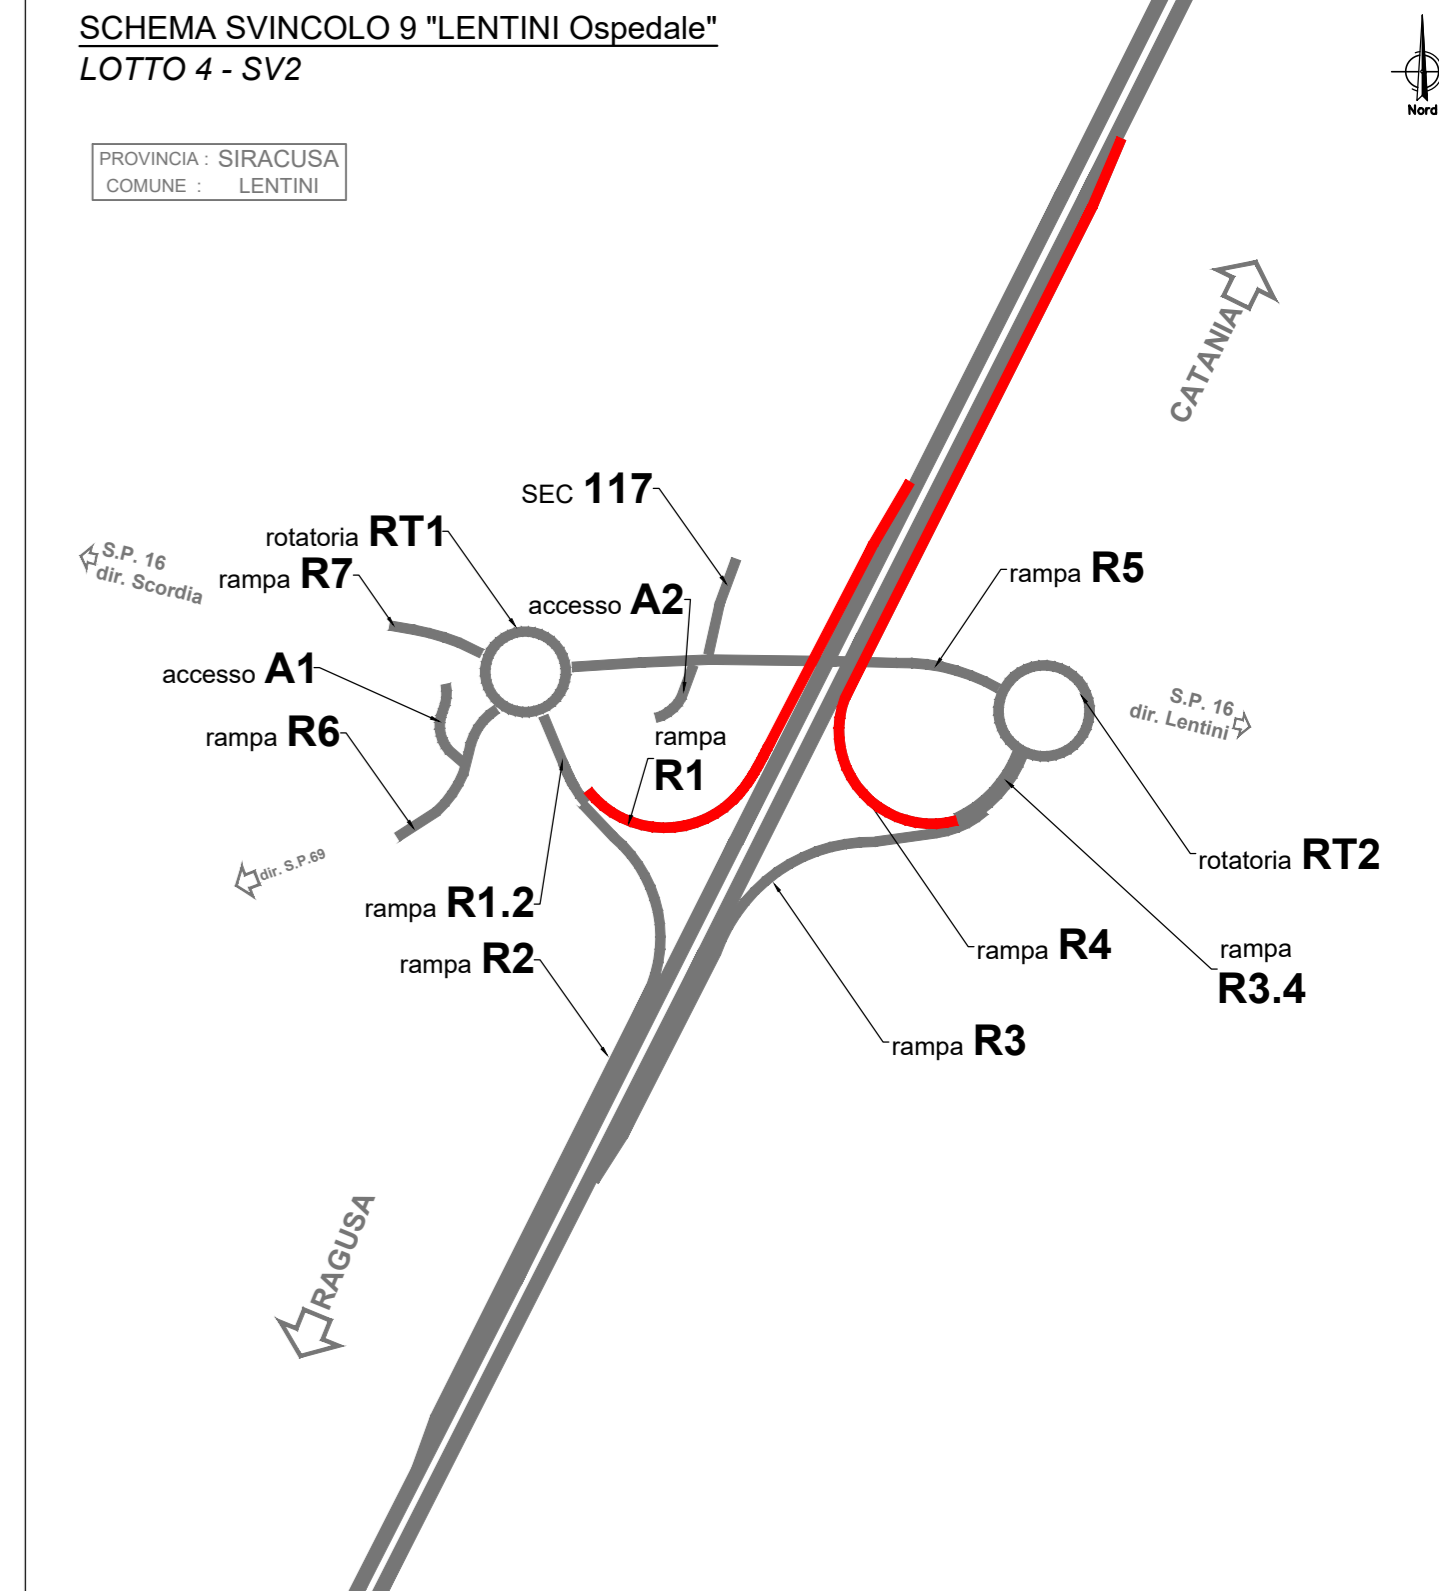 SCHEMA SVINCOLO 9 "LENTINI Ospedale"
LOTTO 4 - SV2
Nord
PROVINCIA : SIRACUSA
COMUNE : LENTINI
CATANIA
SEC 117
rotatoria RT1
S.P. 16
dir. Scordia
rampa R7
rampa R5
accesso A2
accesso A1
S.P. 16
dir. Lentini
rampa R6
rampa
R1
rotatoria RT2
dir. S.P.69
rampa R1.2
rampa R2
rampa R4
rampa
R3.4
rampa R3
RAGUSA